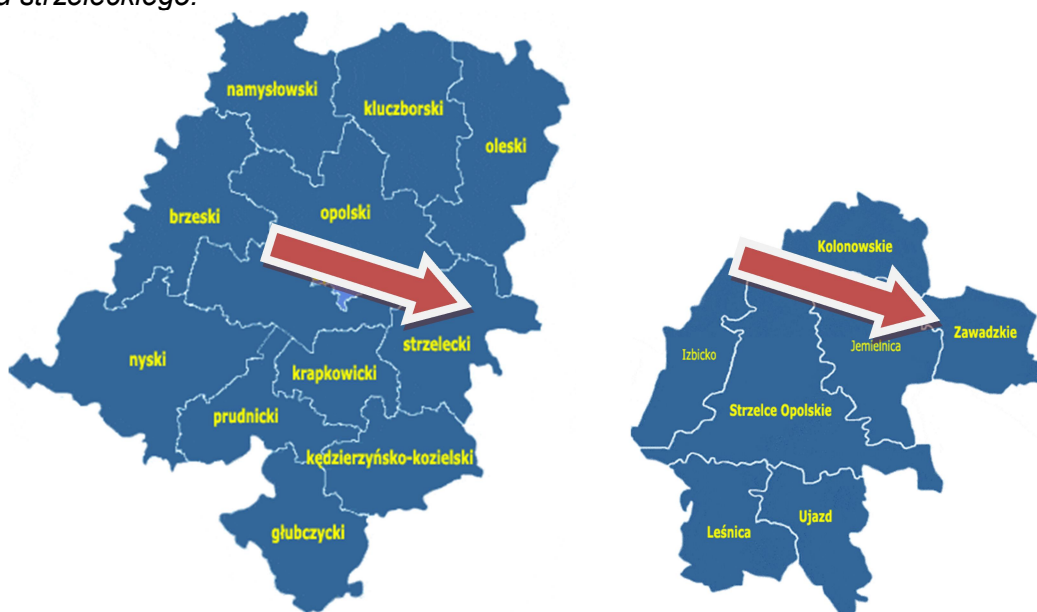 strzeleckiego.
namysłowski
kluczborski
oleski
brzeski
opolski
strzelecki
nyski
krapkowicki
prudnicki
kędzierzyńsko-kozielski
głubczycki
Kolonowskie
Zawadzkie
Izbicko
Jemielnica
Strzelce Opolskie
Leśnica
Ujazd